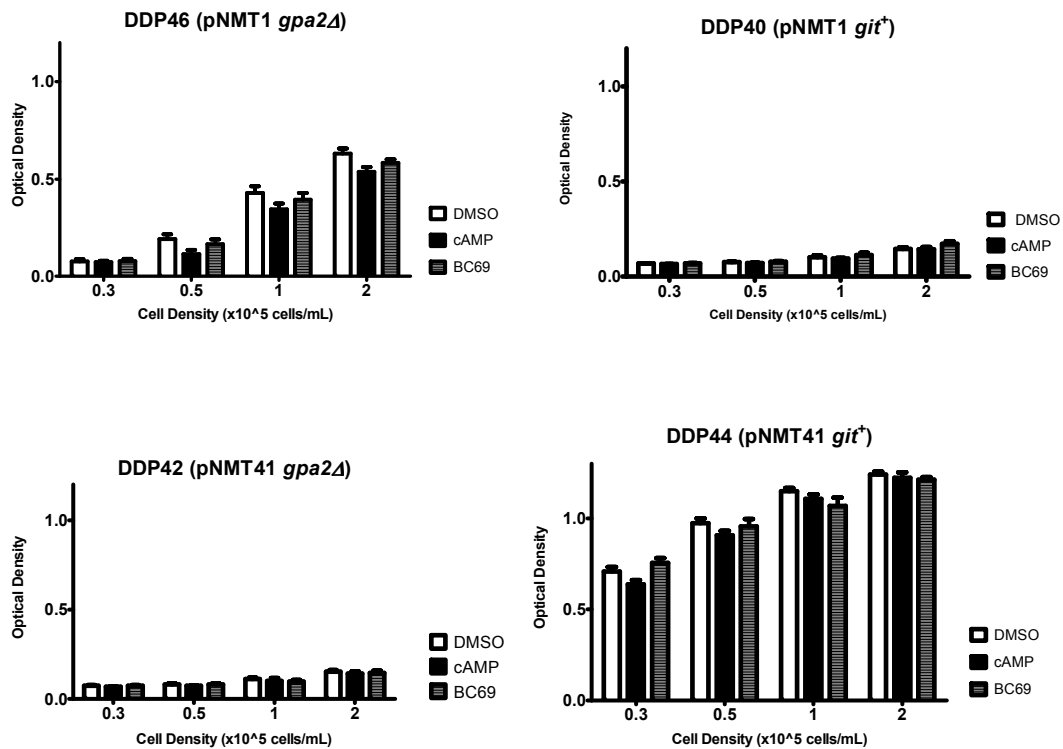 DDP46 (pNMT1 gpa2Δ)
Optical Density
1.0
0.5
0.0
0.3 0.5 1 2
Cell Density (x10^5 cells/mL)
DMSO
cAMP
BC69
DDP40 (pNMT1 git+)
Optical Density
1.0
0.5
0.0
0.3 0.5 1 2
Cell Density (x10^5 cells/mL)
DMSO
cAMP
BC69
DDP42 (pNMT41 gpa2Δ)
Optical Density
1.0
0.5
0.0
0.3 0.5 1 2
Cell Density (x10^5 cells/mL)
DMSO
cAMP
BC69
DDP44 (pNMT41 git+)
Optical Density
1.0
0.5
0.0
0.3 0.5 1 2
Cell Density (x10^5 cells/mL)
DMSO
cAMP
BC69